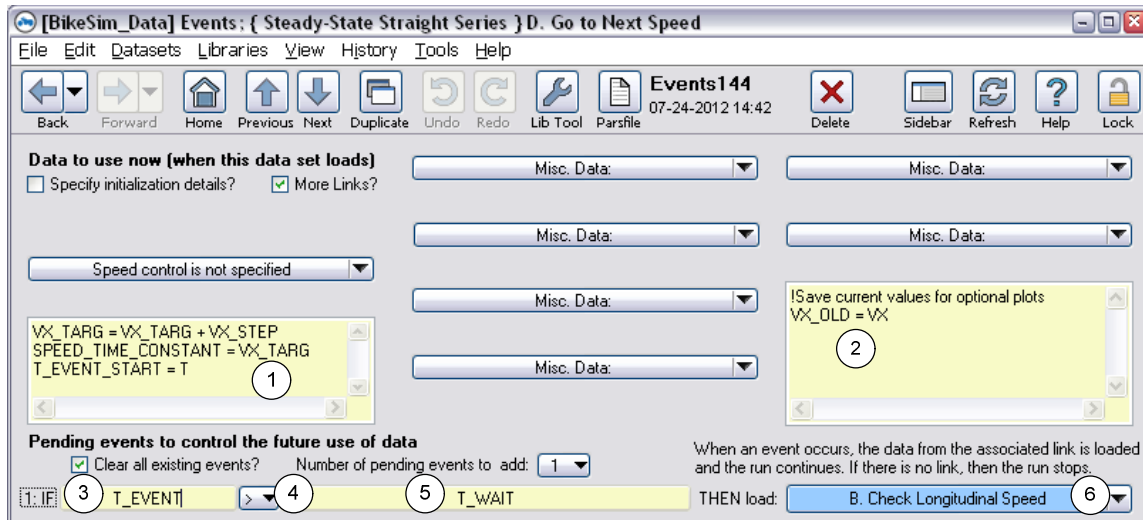 [BikeSim_Data] Events; { Steady-State Straight Series } D. Go to Next Speed
File Edit Datasets Libraries View History Tools Help
Back Forward Home Previous Next Duplicate Undo Redo Lib Tool Parsfile Events144 07-24-2012 14:42 Delete Sidebar Refresh Help Lock
Data to use now (when this data set loads)
Specify initialization details? More Links?
Misc. Data: Misc. Data:
Misc. Data: Misc. Data:
Speed control is not specified
Misc. Data:
Misc. Data:
VX_TARG = VX_TARG + VX_STEP
SPEED_TIME_CONSTANT = VX_TARG
T_EVENT_START = T
1
!Save current values for optional plots
VX_OLD = VX
2
Pending events to control the future use of data
Clear all existing events? Number of pending events to add: 1
When an event occurs, the data from the associated link is loaded
and the run continues. If there is no link, then the run stops.
1: IF 3 T_EVENT > 4 5 T_WAIT THEN load: B. Check Longitudinal Speed 6